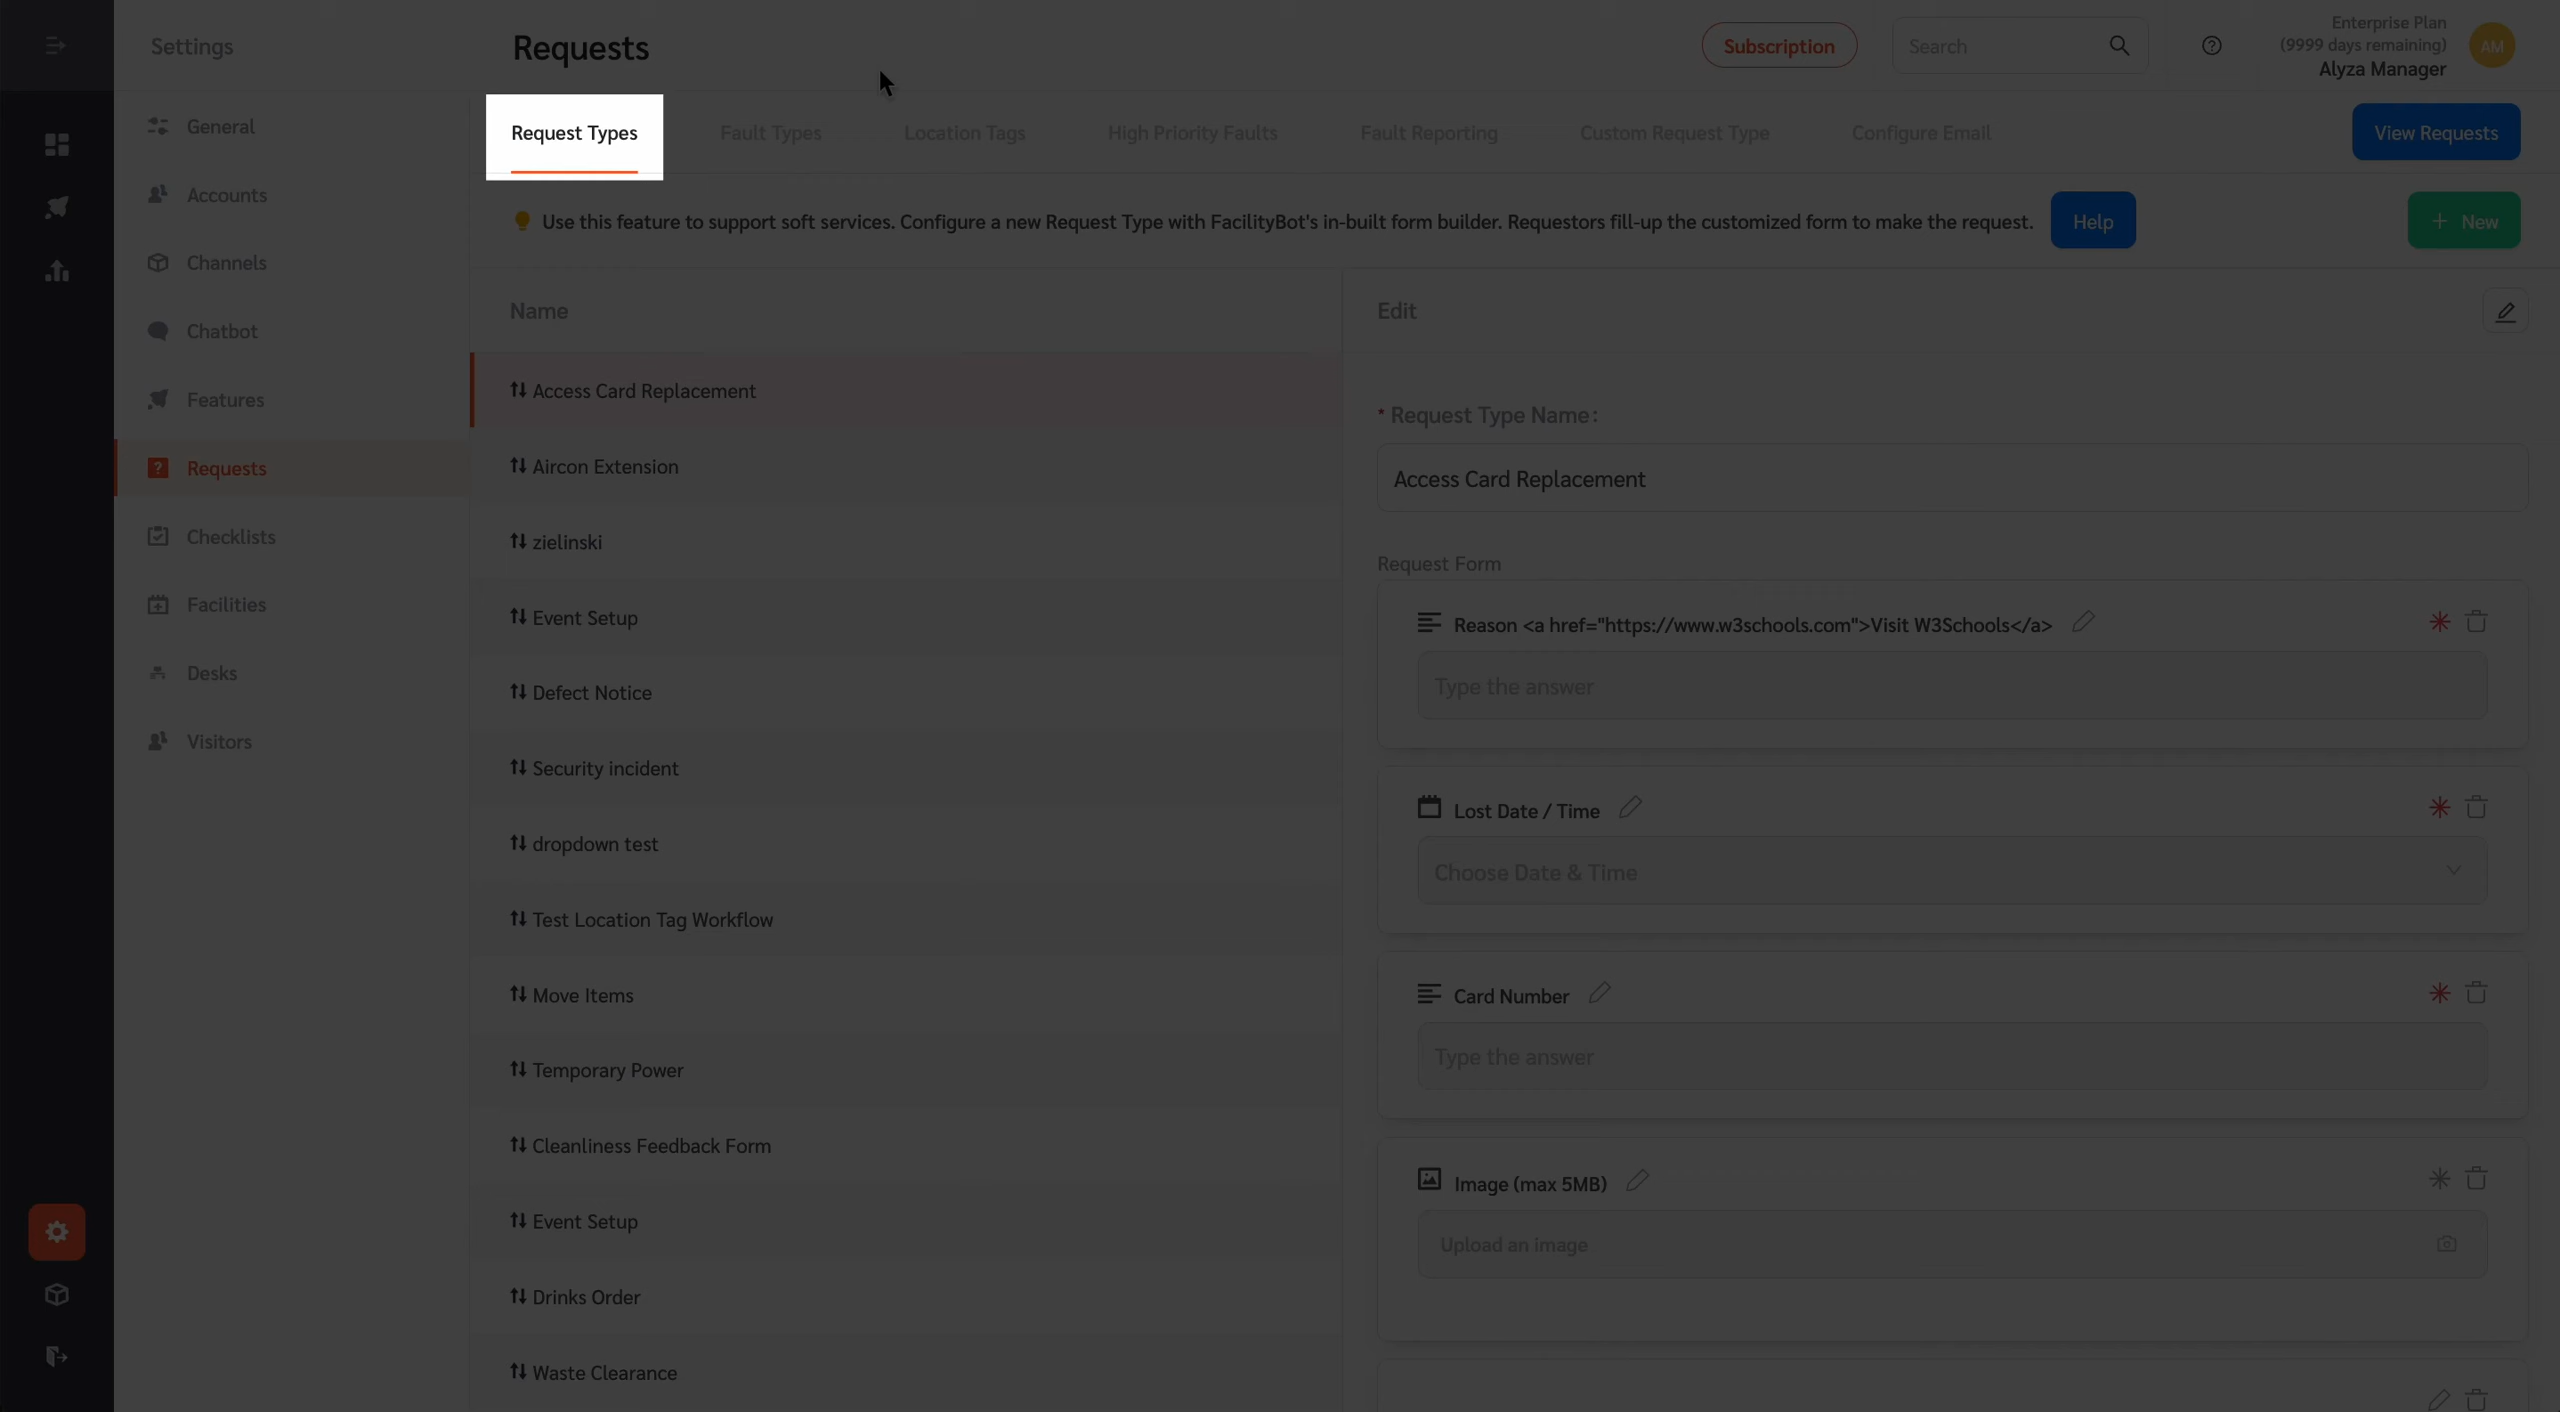 Settings
Requests
Subscription
Search
Enterprise Plan
(9999 days remaining)
Alyza Manager
AM
General
Accounts
Channels
Chatbot
Features
Requests
Checklists
Facilities
Desks
Visitors
Request Types
Fault Types
Location Tags
High Priority Faults
Fault Reporting
Custom Request Type
Configure Email
View Requests
Use this feature to support soft services. Configure a new Request Type with FacilityBot's in-built form builder. Requestors fill-up the customized form to make the request.
Help
+ New
Name
Access Card Replacement
Aircon Extension
zielinski
Event Setup
Defect Notice
Security incident
dropdown test
Test Location Tag Workflow
Move Items
Temporary Power
Cleanliness Feedback Form
Event Setup
Drinks Order
Waste Clearance
Edit
* Request Type Name:
Access Card Replacement
Request Form
Reason <a href="https://www.w3schools.com">Visit W3Schools</a>
Type the answer
Lost Date / Time
Choose Date & Time
Card Number
Type the answer
Image (max 5MB)
Upload an image